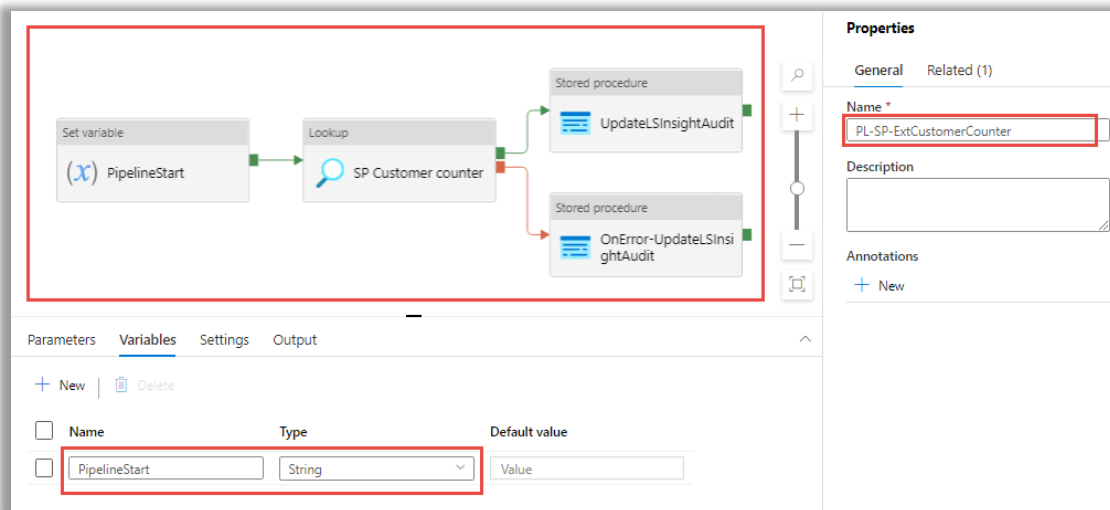 Set variable
(x) PipelineStart
Lookup
SP Customer counter
Stored procedure
UpdateLSInsightAudit
Stored procedure
OnError-UpdateLSInsi
ghtAudit
Parameters Variables Settings Output
New Delete
Name Type Default value
PipelineStart String Value
Properties
General Related (1)
Name *
PL-SP-ExtCustomerCounter
Description
Annotations
New